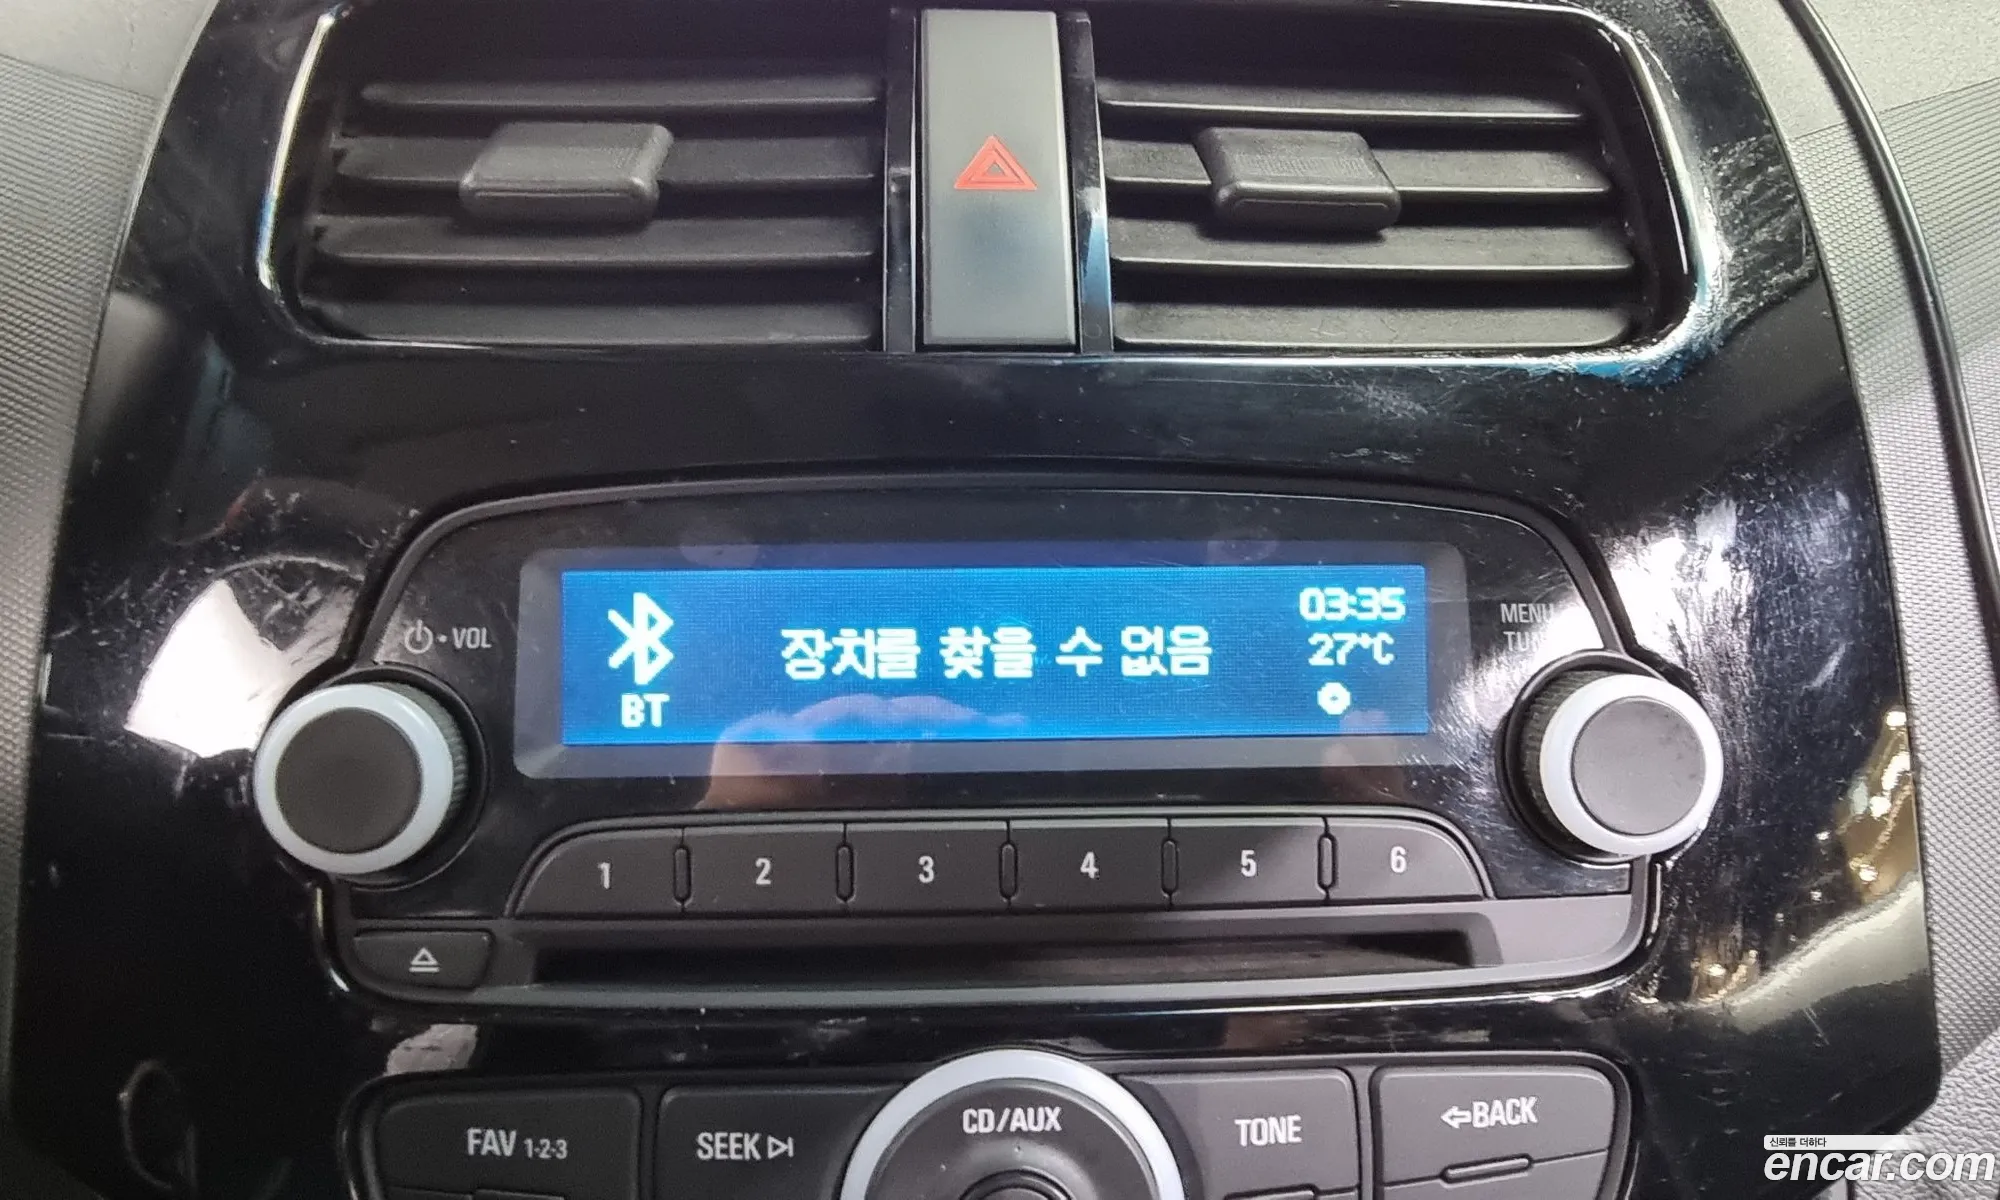 VOL
BT
장치를 찾을 수 없음
03:35
27°C
MENU
1 2 3 4 5 6
FAV 1-2-3
SEEK
CD/AUX
TONE
BACK
신뢰를 더하다
encar.com